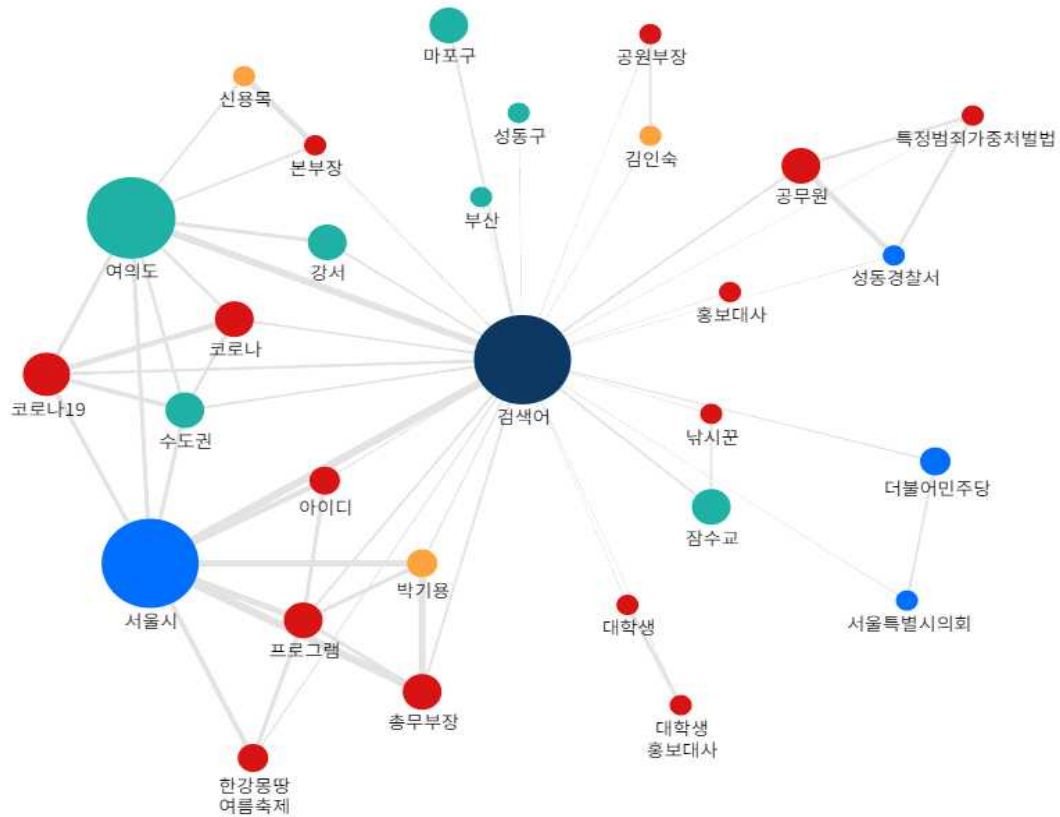 마포구
공원부장
신용목
성동구
특정범죄가중처벌법
김인숙
본부장
공무원
부산
여의도
강서
성동경찰서
홍보대사
코로나
코로나19
검색어
수도권
낚시꾼
더불어민주당
아이디
잠수교
박기용
서울시
대학생
서울특별시의회
프로그램
총무부장
대학생
홍보대사
한강몽땅
여름축제